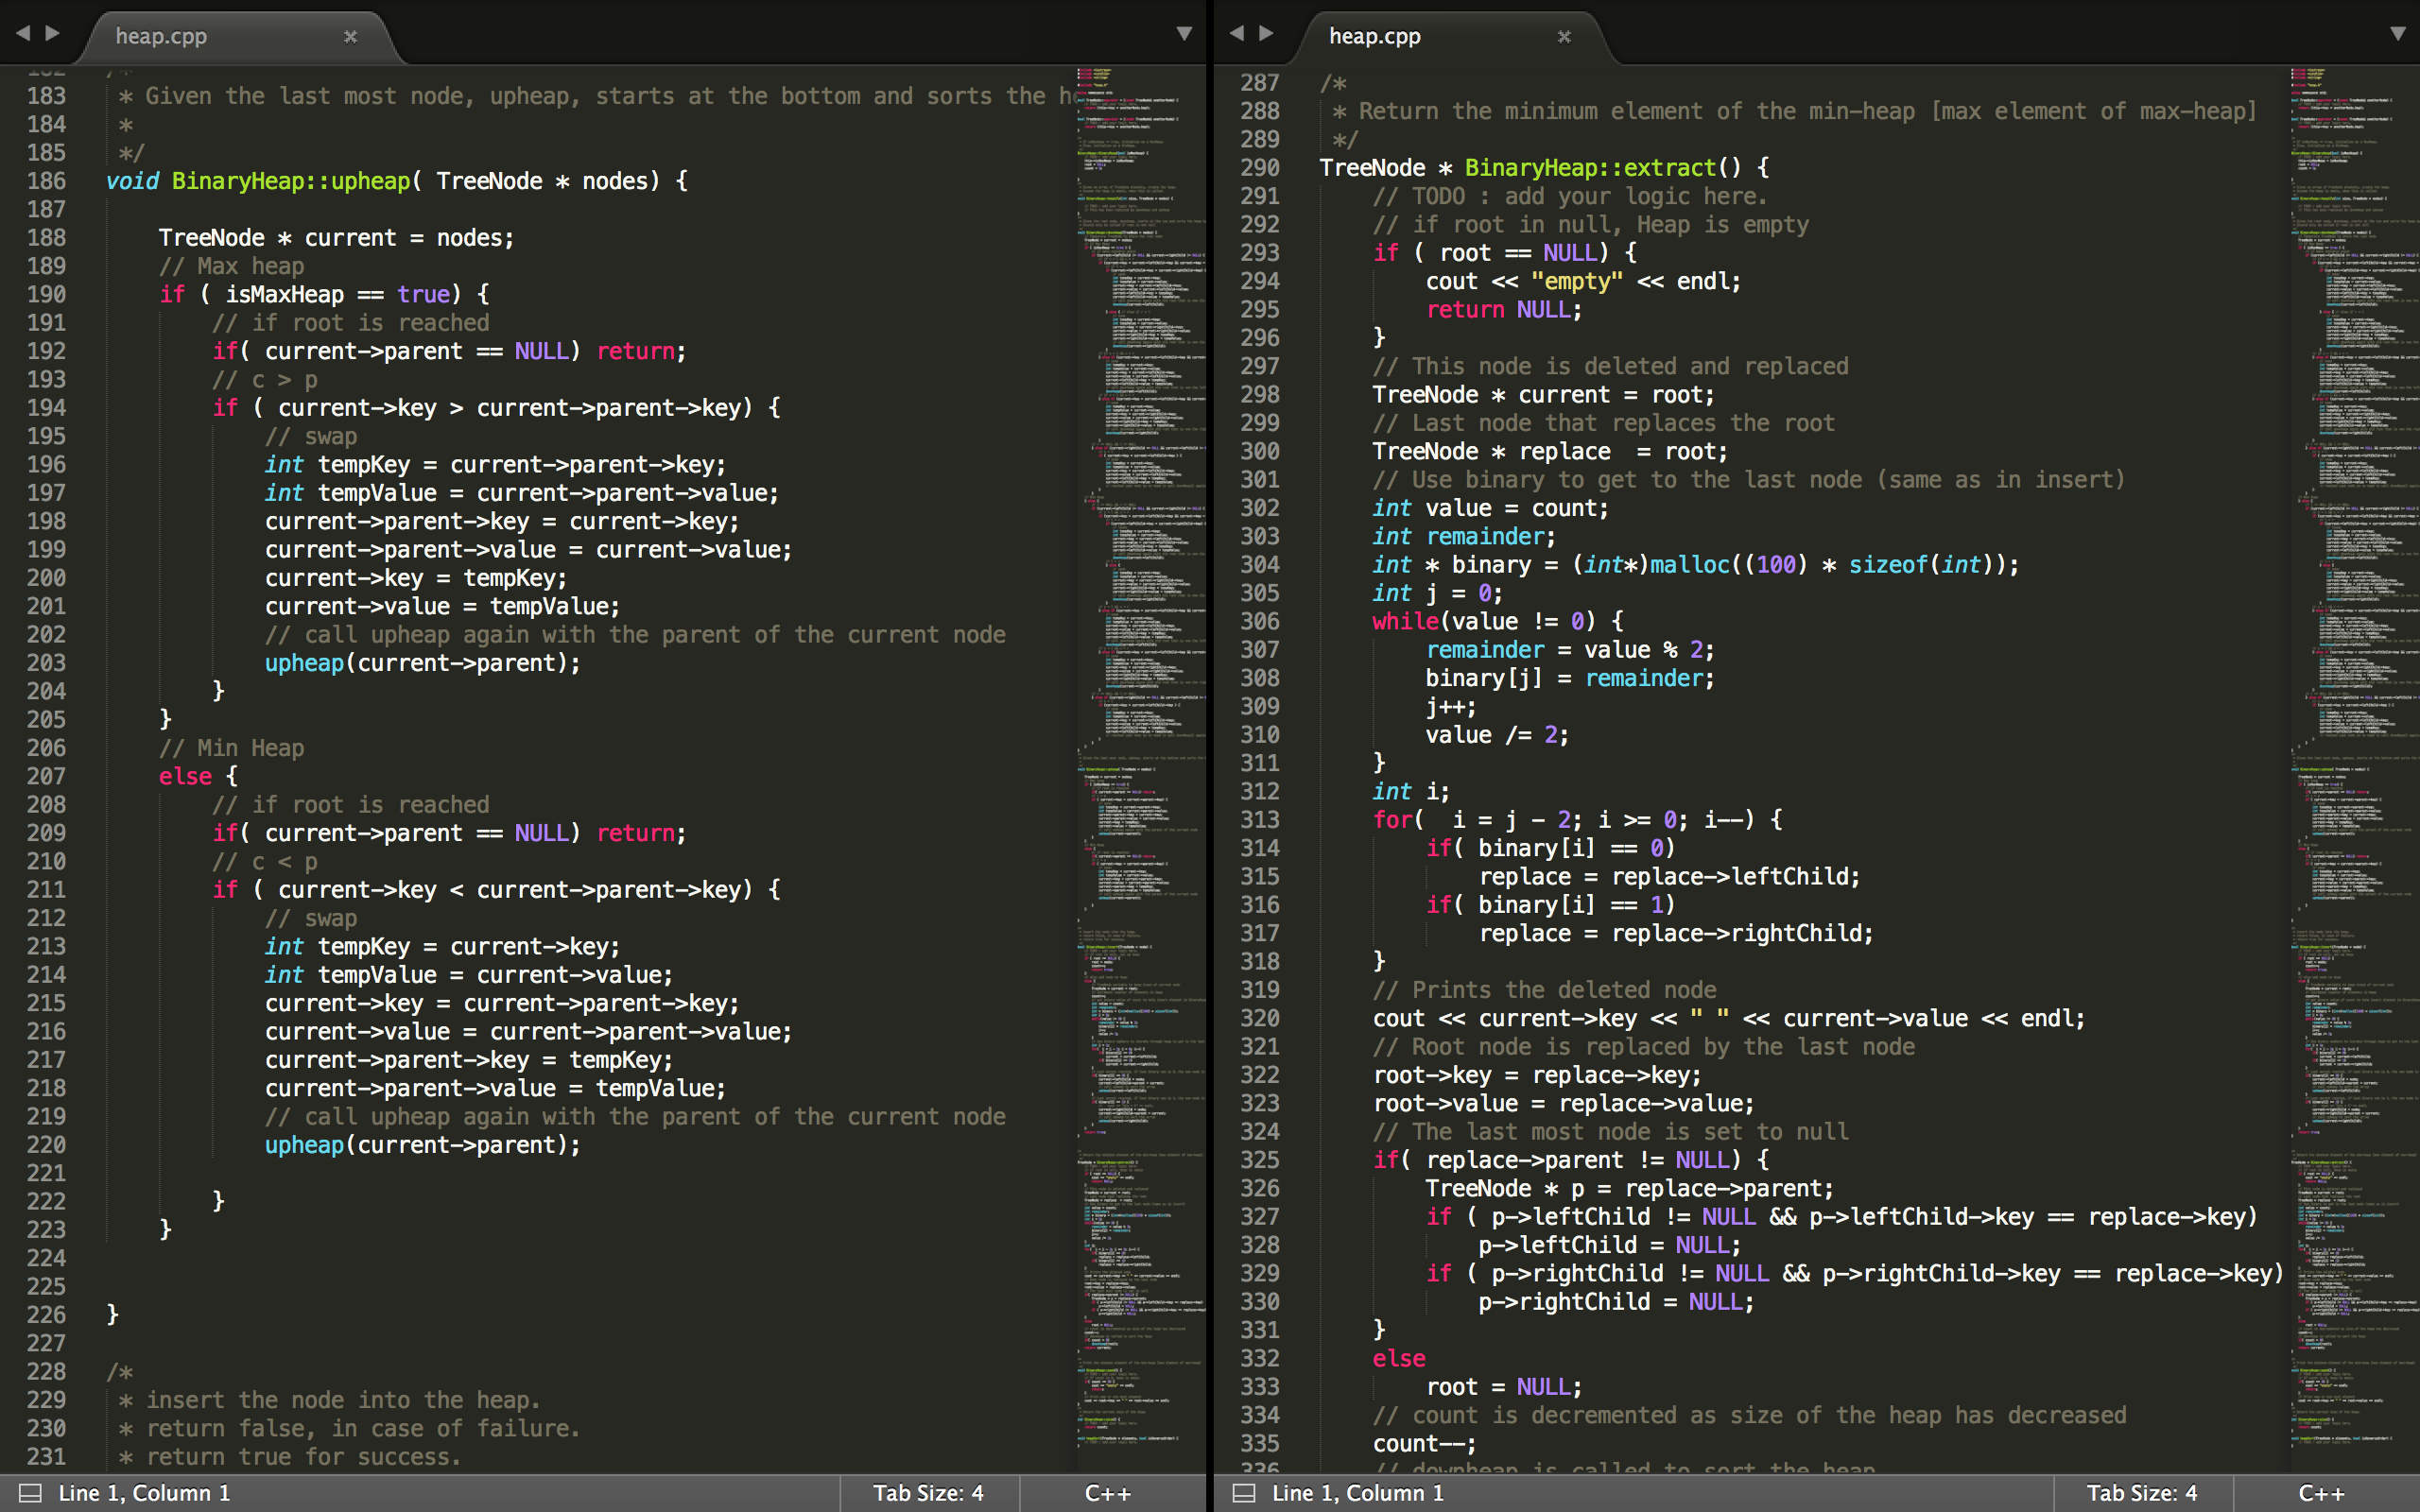 heap.cpp
183 * Given the last most node, upheap, starts at the bottom and sorts the
184 *
185 */
186 void BinaryHeap::upheap( TreeNode * nodes) {
187
188 TreeNode * current = nodes;
189 // Max heap
190 if ( isMaxHeap == true) {
191 // if root is reached
192 if( current->parent == NULL) return;
193 // c > p
194 if ( current->key > current->parent->key) {
195 // swap
196 int tempKey = current->parent->key;
197 int tempValue = current->parent->value;
198 current->parent->key = current->key;
199 current->parent->value = current->value;
200 current->key = tempKey;
201 current->value = tempValue;
202 // call upheap again with the parent of the current node
203 upheap(current->parent);
204 }
205 }
206 // Min Heap
207 else {
208 // if root is reached
209 if( current->parent == NULL) return;
210 // c < p
211 if ( current->key < current->parent->key) {
212 // swap
213 int tempKey = current->key;
214 int tempValue = current->value;
215 current->key = current->parent->key;
216 current->value = current->parent->value;
217 current->parent->key = tempKey;
218 current->parent->value = tempValue;
219 // call upheap again with the parent of the current node
220 upheap(current->parent);
221
222 }
223 }
224
225
226 }
227
228 /*
229 * insert the node into the heap.
230 * return false, in case of failure.
231 * return true for success.
Line 1, Column 1
Tab Size: 4
C++
heap.cpp
287 /*
288 * Return the minimum element of the min-heap [max element of max-heap]
289 */
290 TreeNode * BinaryHeap::extract() {
291 // TODO : add your logic here.
292 // if root in null, Heap is empty
293 if ( root == NULL) {
294 cout << "empty" << endl;
295 return NULL;
296 }
297 // This node is deleted and replaced
298 TreeNode * current = root;
299 // Last node that replaces the root
300 TreeNode * replace  = root;
301 // Use binary to get to the last node (same as in insert)
302 int value = count;
303 int remainder;
304 int * binary = (int*)malloc((100) * sizeof(int));
305 int j = 0;
306 while(value != 0) {
307 remainder = value % 2;
308 binary[j] = remainder;
309 j++;
310 value /= 2;
311 }
312 int i;
313 for(  i = j - 2; i >= 0; i--) {
314 if( binary[i] == 0)
315 replace = replace->leftChild;
316 if( binary[i] == 1)
317 replace = replace->rightChild;
318 }
319 // Prints the deleted node
320 cout << current->key << " " << current->value << endl;
321 // Root node is replaced by the last node
322 root->key = replace->key;
323 root->value = replace->value;
324 // The last most node is set to null
325 if( replace->parent != NULL) {
326 TreeNode * p = replace->parent;
327 if ( p->leftChild != NULL && p->leftChild->key == replace->key)
328 p->leftChild = NULL;
329 if ( p->rightChild != NULL && p->rightChild->key == replace->key)
330 p->rightChild = NULL;
331 }
332 else
333 root = NULL;
334 // count is decremented as size of the heap has decreased
335 count--;
336 // downheap is called to sort the heap
Line 1, Column 1
Tab Size: 4
C++